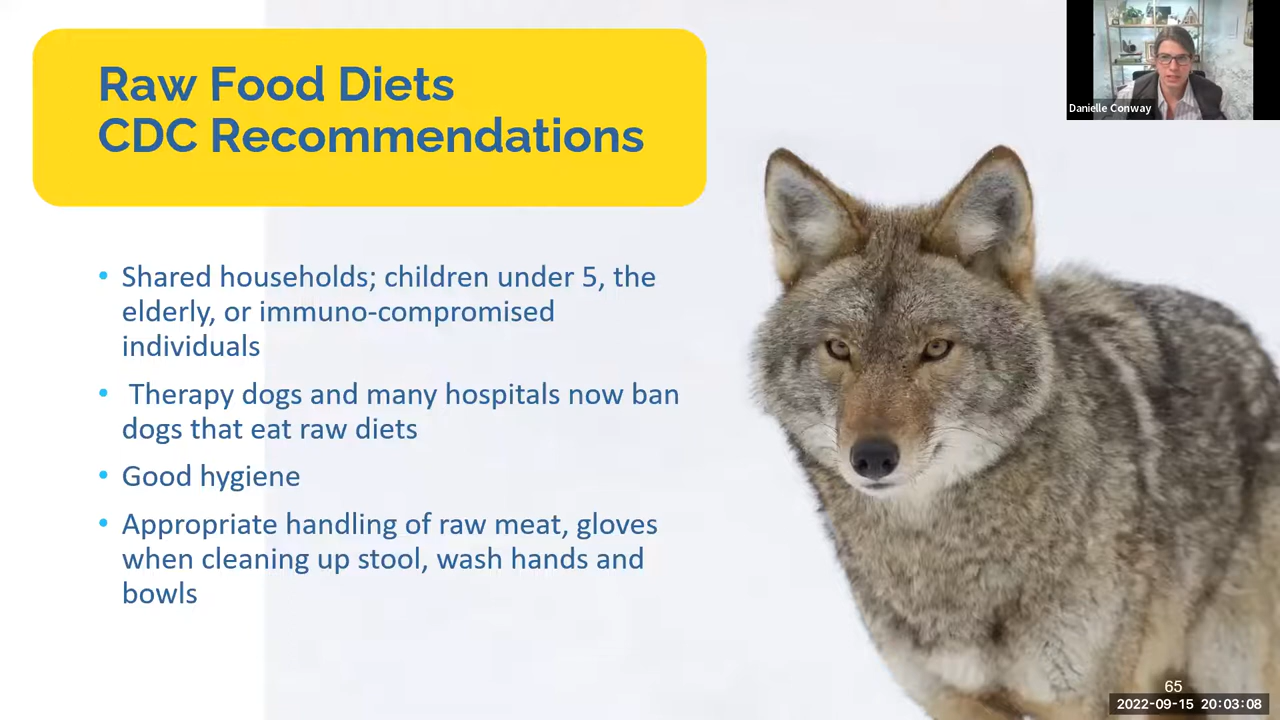 Raw Food Diets
CDC Recommendations
Danielle Conway
• Shared households; children under 5, the
elderly, or immuno-compromised
individuals
• Therapy dogs and many hospitals now ban
dogs that eat raw diets
• Good hygiene
• Appropriate handling of raw meat, gloves
when cleaning up stool, wash hands and
bowls
65
2022-09-15 20:03:08